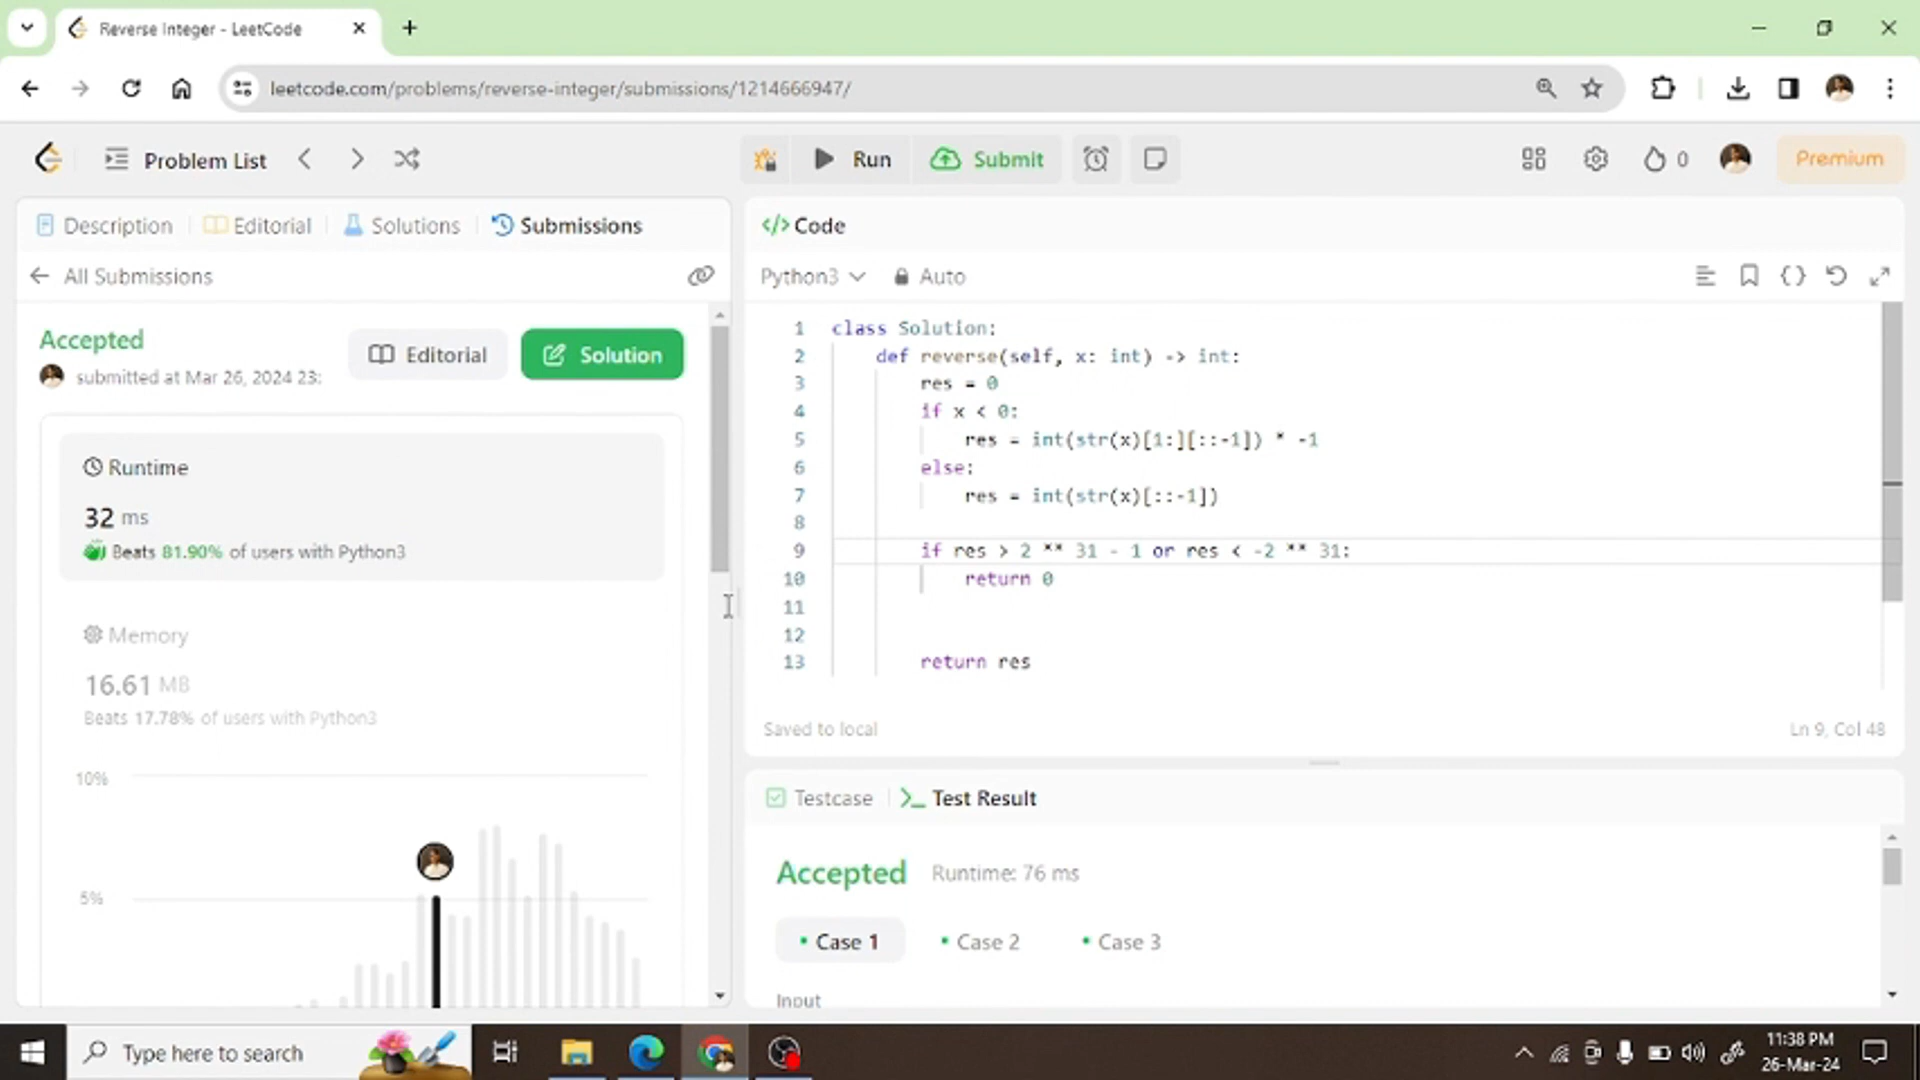 Reverse Integer - LeetCode
leetcode.com/problems/reverse-integer/submissions/1214666947/
Problem List
Run
Submit
0
Premium
Description
Editorial
Solutions
Submissions
All Submissions
Accepted
submitted at Mar 26, 2024 23:
Editorial
Solution
Runtime
32 ms
Beats 81.90% of users with Python3
Memory
16.61 MB
Beats 17.78% of users with Python3
10%
5%
</> Code
Python3
Auto
1 class Solution:
2 def reverse(self, x: int) -> int:
3 res = 0
4 if x < 0:
5 res = int(str(x)[1:][::-1]) * -1
6 else:
7 res = int(str(x)[::-1])
8
9 if res > 2 ** 31 - 1 or res < -2 ** 31:
10 return 0
11
12
13 return res
Saved to local
Ln 9, Col 48
Testcase
Test Result
Accepted
Runtime: 76 ms
Case 1
Case 2
Case 3
Input
Type here to search
11:38 PM
26-Mar-24